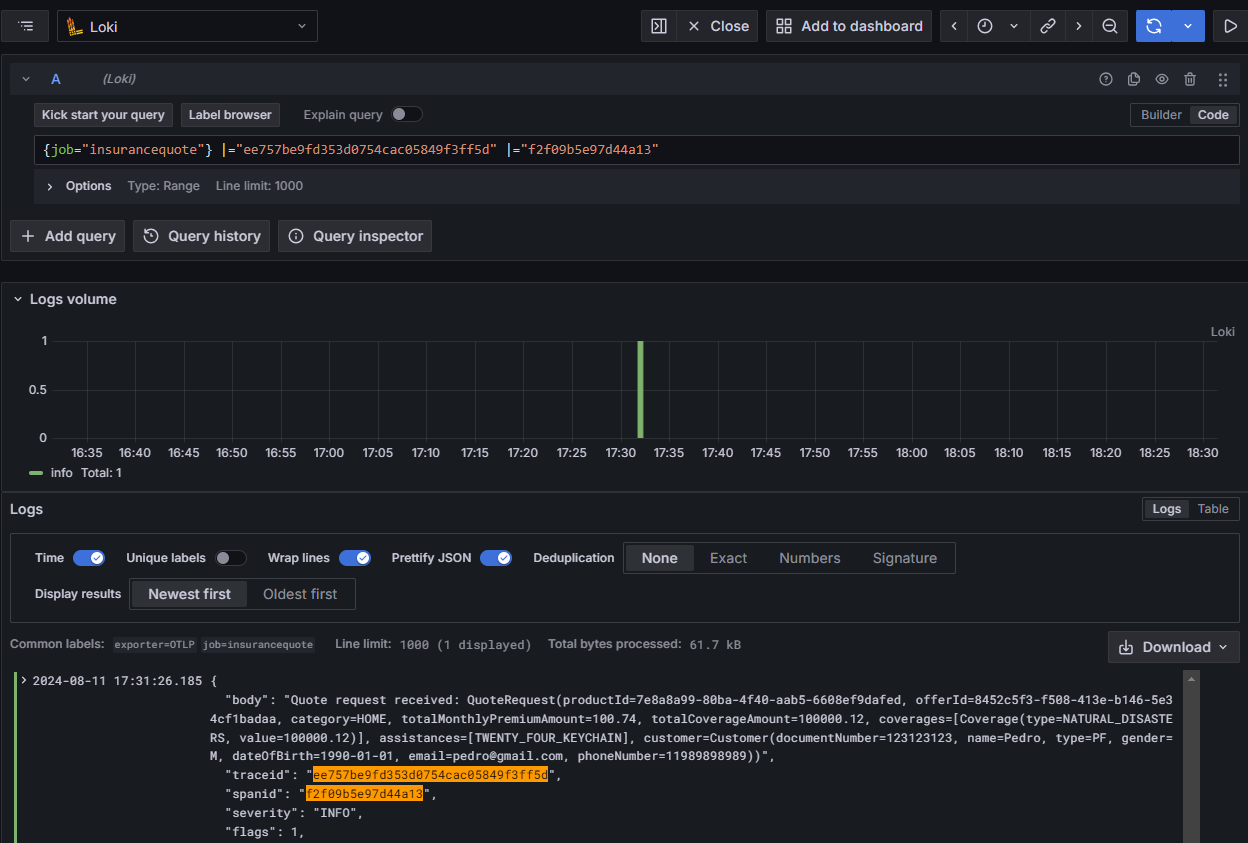 Loki
Close
Add to dashboard
A (Loki)
Kick start your query Label browser Explain query Builder Code
{job="insurancequote"} |="ee757be9fd353d0754cac05849f3ff5d" |="f2f09b5e97d44a13"
Options Type: Range Line limit: 1000
Add query Query history Query inspector
Logs volume
Loki
1
0.5
0
16:35 16:40 16:45 16:50 16:55 17:00 17:05 17:10 17:15 17:20 17:25 17:30 17:35 17:40 17:45 17:50 17:55 18:00 18:05 18:10 18:15 18:20 18:25 18:30
info Total: 1
Logs Logs Table
Time Unique labels Wrap lines Prettify JSON Deduplication None Exact Numbers Signature
Display results Newest first Oldest first
Common labels: exporter=OTLP job=insurancequote Line limit: 1000 (1 displayed) Total bytes processed: 61.7 kB
Download
2024-08-11 17:31:26.185 {
"body": "Quote request received: QuoteRequest(productId=7e8a8a99-80ba-4f40-aab5-6608ef9dafed, offerId=8452c5f3-f508-413e-b146-5e3
4cf1badaa, category=HOME, totalMonthlyPremiumAmount=100.74, totalCoverageAmount=100000.12, coverages=[Coverage(type=NATURAL_DISASTE
RS, value=100000.12)], assistances=[TWENTY_FOUR_KEYCHAIN], customer=Customer(documentNumber=123123123, name=Pedro, type=PF, gender=
M, dateOfBirth=1990-01-01, email=pedro@gmail.com, phoneNumber=11989898989))",
"traceid": "ee757be9fd353d0754cac05849f3ff5d",
"spanid": "f2f09b5e97d44a13",
"severity": "INFO",
"flags": 1,